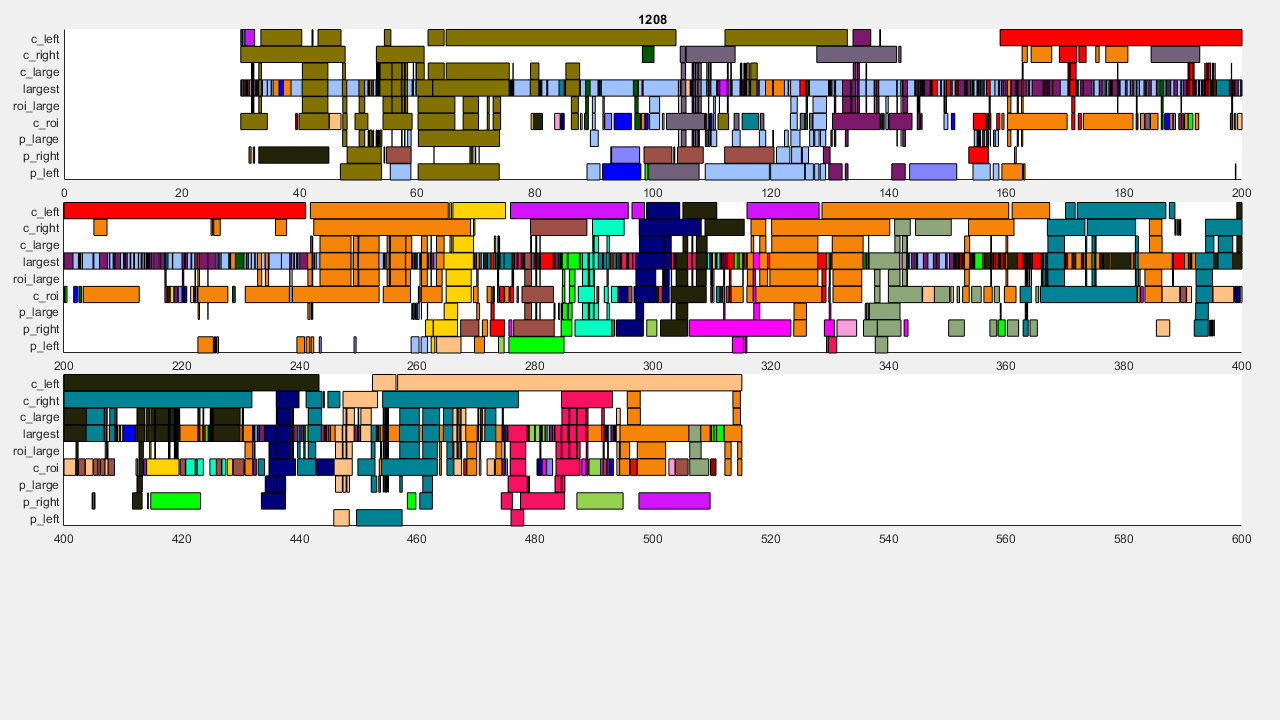 1208
c_left
c_right
c_large
largest
roi_large
c_roi
p_large
p_right
p_left
0 20 40 60 80 100 120 140 160 180 200
c_left
c_right
c_large
largest
roi_large
c_roi
p_large
p_right
p_left
200 220 240 260 280 300 320 340 360 380 400
c_left
c_right
c_large
largest
roi_large
c_roi
p_large
p_right
p_left
400 420 440 460 480 500 520 540 560 580 600